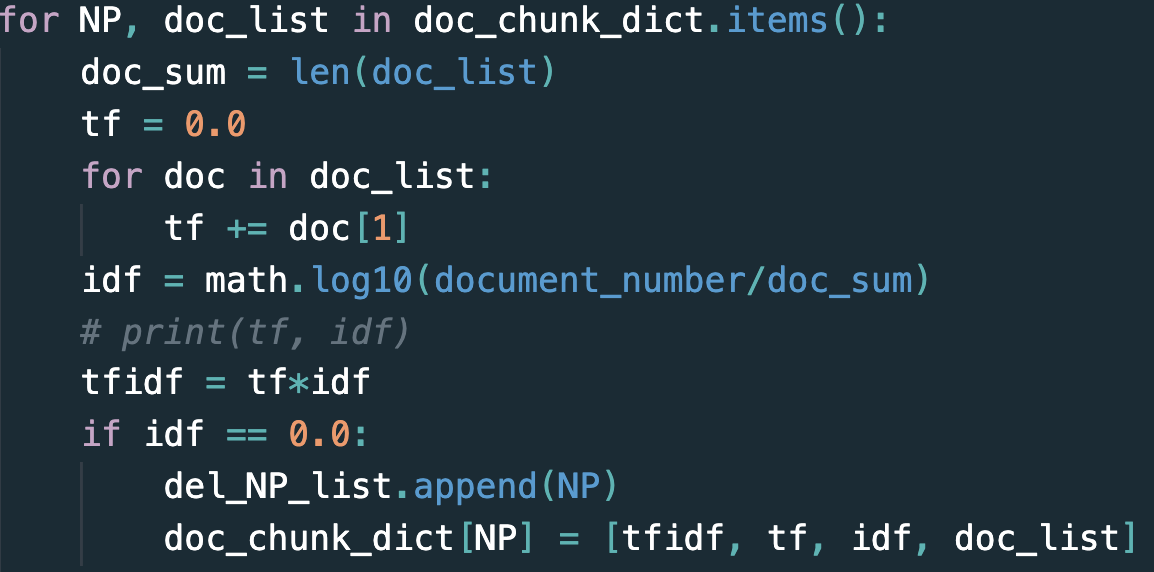 for NP, doc_list in doc_chunk_dict.items():
    doc_sum = len(doc_list)
    tf = 0.0
    for doc in doc_list:
        tf += doc[1]
    idf = math.log10(document_number/doc_sum)
    # print(tf, idf)
    tfidf = tf*idf
    if idf == 0.0:
        del_NP_list.append(NP)
        doc_chunk_dict[NP] = [tfidf, tf, idf, doc_list]